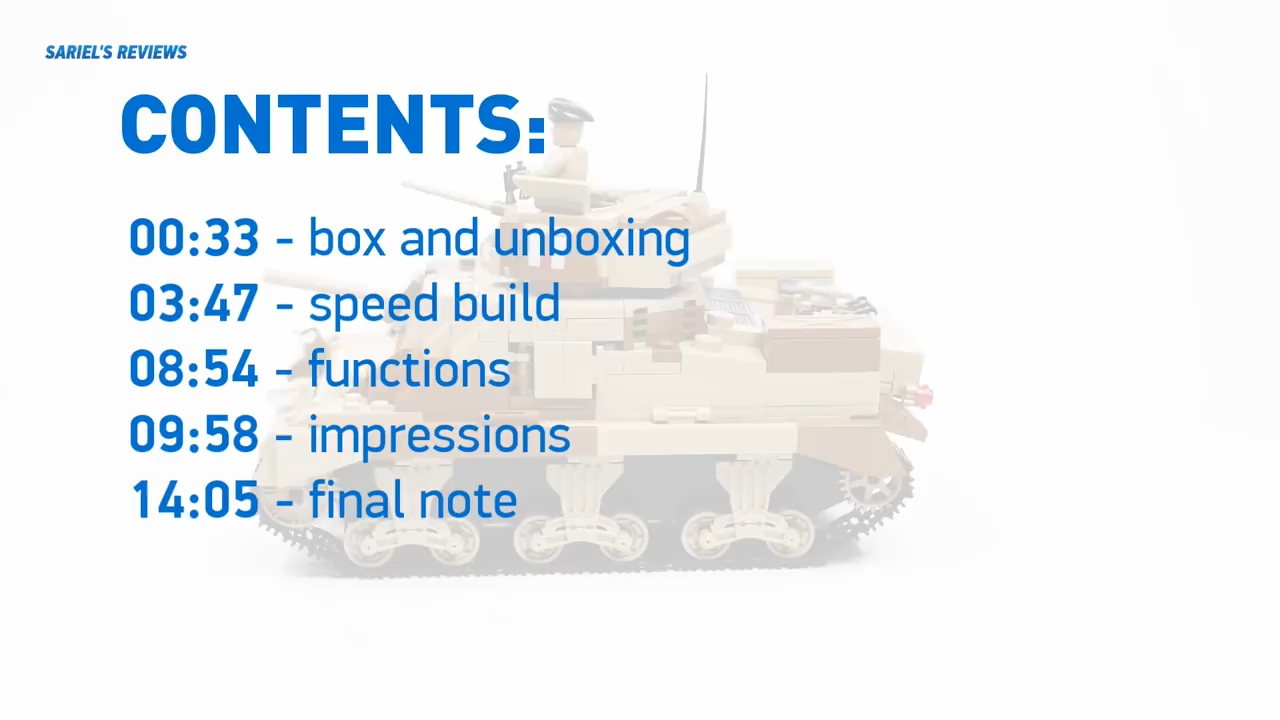 SARIEL'S REVIEWS
CONTENTS:
00:33 - box and unboxing
03:47 - speed build
08:54 - functions
09:58 - impressions
14:05 - final note